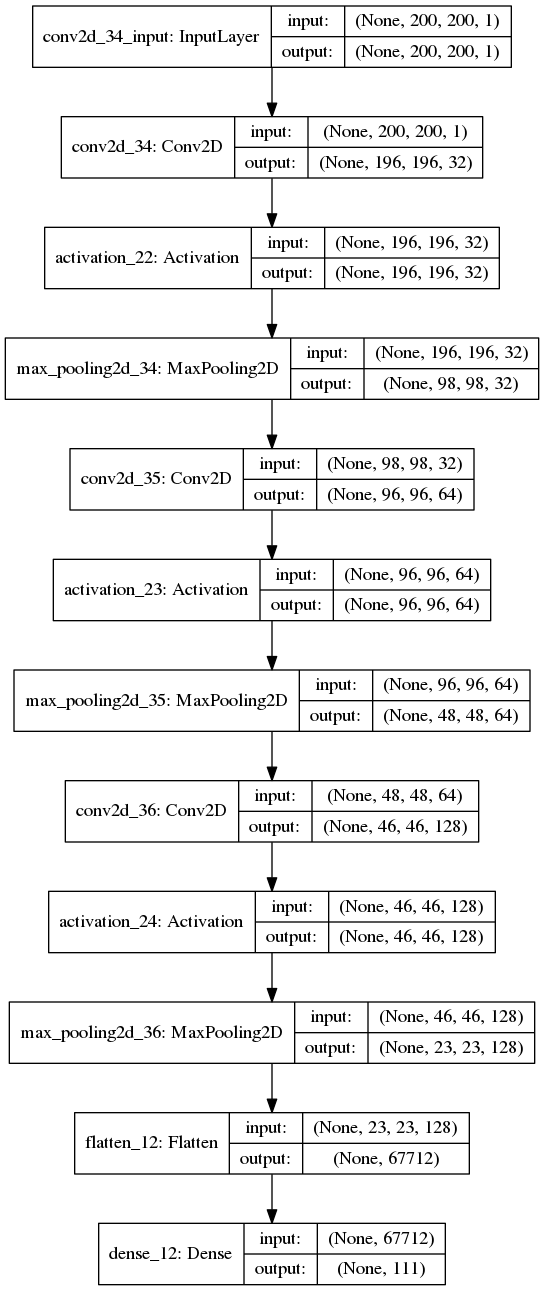 conv2d_34_input: InputLayer
input: (None, 200, 200, 1)
output: (None, 200, 200, 1)
conv2d_34: Conv2D
input: (None, 200, 200, 1)
output: (None, 196, 196, 32)
activation_22: Activation
input: (None, 196, 196, 32)
output: (None, 196, 196, 32)
max_pooling2d_34: MaxPooling2D
input: (None, 196, 196, 32)
output: (None, 98, 98, 32)
conv2d_35: Conv2D
input: (None, 98, 98, 32)
output: (None, 96, 96, 64)
activation_23: Activation
input: (None, 96, 96, 64)
output: (None, 96, 96, 64)
max_pooling2d_35: MaxPooling2D
input: (None, 96, 96, 64)
output: (None, 48, 48, 64)
conv2d_36: Conv2D
input: (None, 48, 48, 64)
output: (None, 46, 46, 128)
activation_24: Activation
input: (None, 46, 46, 128)
output: (None, 46, 46, 128)
max_pooling2d_36: MaxPooling2D
input: (None, 46, 46, 128)
output: (None, 23, 23, 128)
flatten_12: Flatten
input: (None, 23, 23, 128)
output: (None, 67712)
dense_12: Dense
input: (None, 67712)
output: (None, 111)